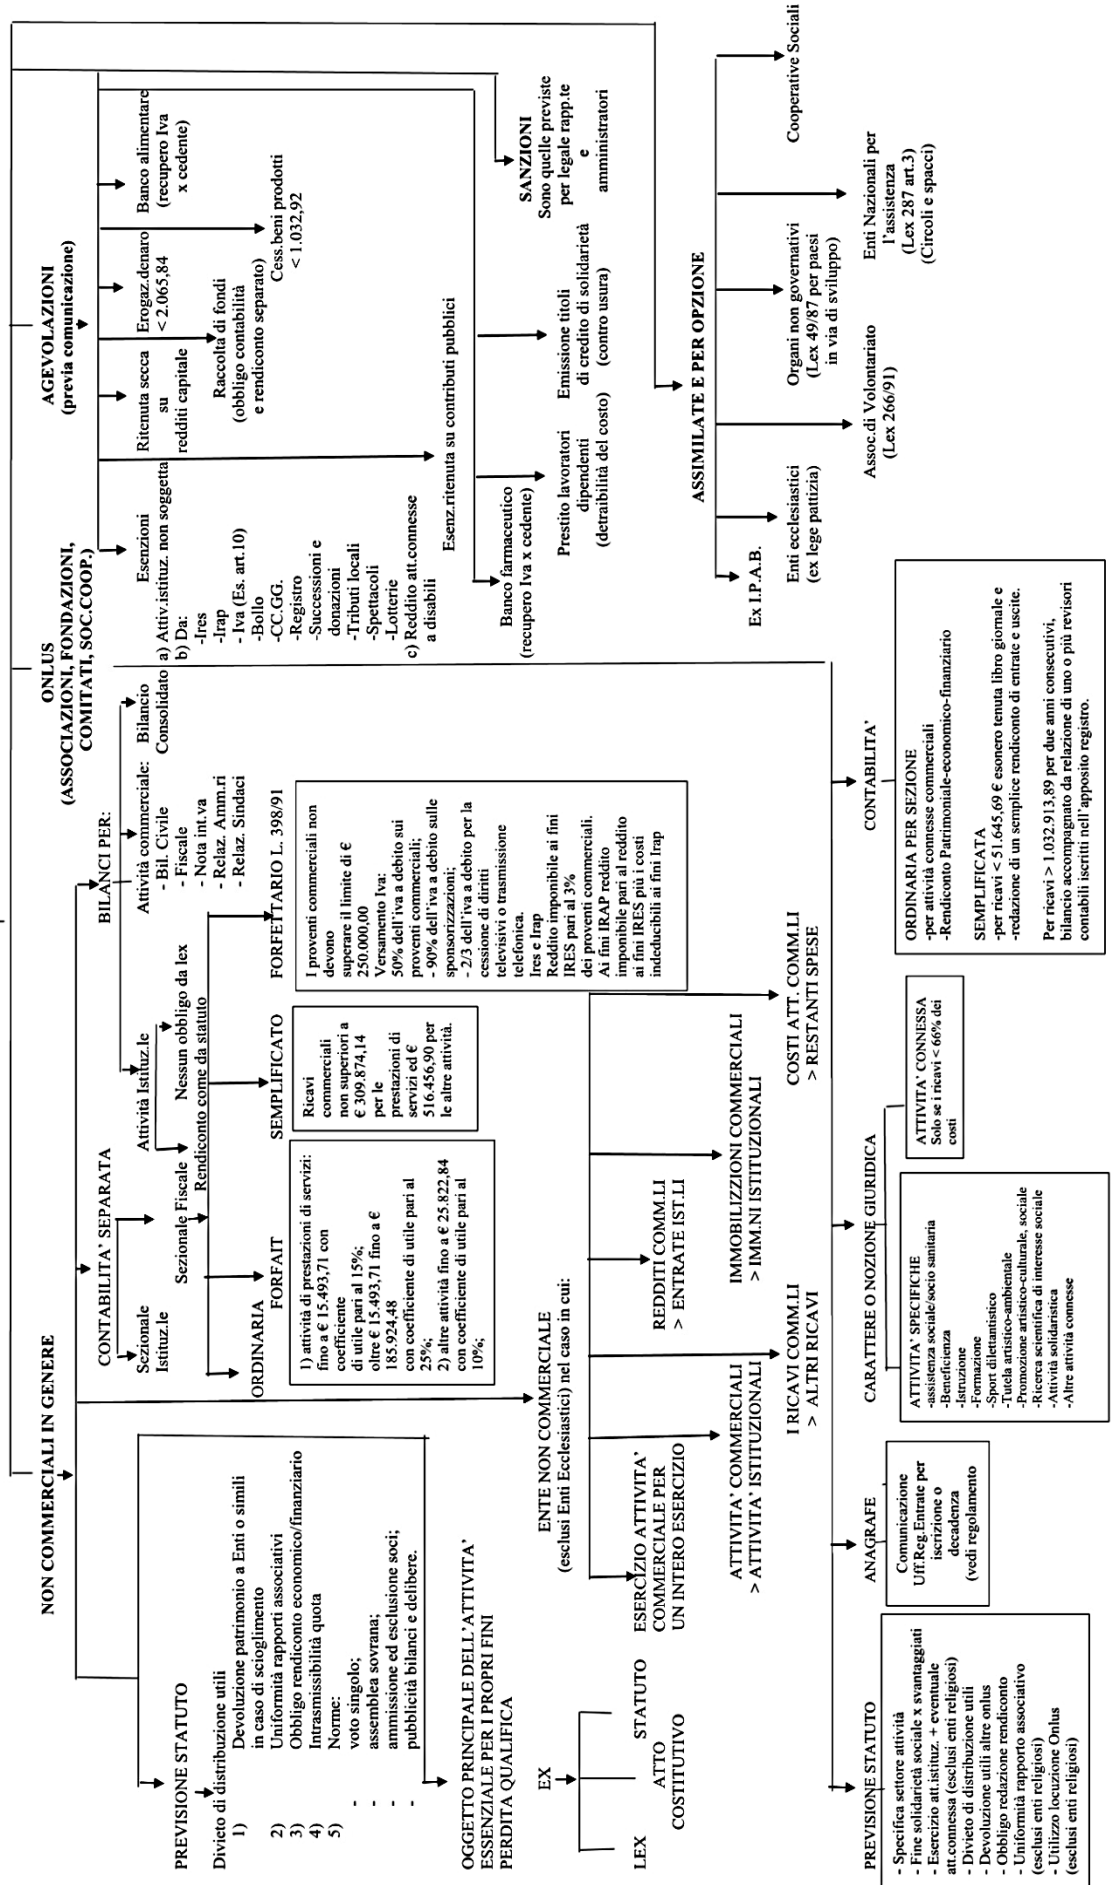 NON COMMERCIALI IN GENERE
PREVISIONE STATUTO
Divieto di distribuzione utili
1) Devoluzione patrimonio a Enti o simili
in caso di scioglimento
2) Uniformità rapporti associativi
3) Obbligo rendiconto economico/finanziario
4) Intrasmissibilità quota
5) Norme:
- voto singolo;
- assemblea sovrana;
- ammissione ed esclusione soci;
- pubblicità bilanci e delibere.
OGGETTO PRINCIPALE DELL'ATTIVITA'
ESSENZIALE PER I PROPRI FINI
PERDITA QUALIFICA
EX
LEX
ATTO
COSTITUTIVO
STATUTO
CONTABILITA' SEPARATA
Sezionale
Istituz.le
Sezionale Fiscale
ORDINARIA
FORFAIT
1) attività di prestazioni di servizi:
fino a € 15.493,71 con
coefficiente
di utile pari al 15%;
oltre € 15.493,71 fino a €
185.924,48
con coefficiente di utile pari al
25%;
2) altre attività fino a € 25.822,84
con coefficiente di utile pari al
10%;
SEMPLIFICATO
Ricavi
commerciali
non superiori a
€ 309.874,14
per le
prestazioni di
servizi ed €
516.456,90 per
le altre attività.
FORFETTARIO L. 398/91
I proventi commerciali non
devono
superare il limite di €
250.000,00
Versamento Iva:
50% dell'iva a debito sui
proventi commerciali;
- 90% dell'iva a debito sulle
sponsorizzazioni;
- 2/3 dell'iva a debito per la
cessione di diritti
televisivi o trasmissione
telefonica.
Ires e Irap
Reddito imponibile ai fini
IRES pari al 3%
dei proventi commerciali.
Ai fini IRAP reddito
imponibile pari al reddito
ai fini IRES più i costi
indeducibili ai fini Irap
BILANCI PER:
Attività Istituz.le
Nessun obbligo da lex
Rendiconto come da statuto
Attività commerciale:
- Bil. Civile
- Fiscale
- Nota int.va
- Relaz. Amm.ri
- Relaz. Sindaci
Bilancio
Consolidato
ENTE NON COMMERCIALE
(esclusi Enti Ecclesiastici) nel caso in cui:
ESERCIZIO ATTIVITA'
COMMERCIALE PER
UN INTERO ESERCIZIO
ATTIVITA' COMMERCIALI
> ATTIVITA' ISTITUZIONALI
I RICAVI COMM.LI
> ALTRI RICAVI
REDDITI COMM.LI
> ENTRATE IST.LI
IMMOBILIZZIONI COMMERCIALI
> IMM.NI ISTITUZIONALI
COSTI ATT. COMM.LI
> RESTANTI SPESE
ONLUS
(ASSOCIAZIONI, FONDAZIONI,
COMITATI, SOC.COOP.)
PREVISIONE STATUTO
- Specifica settore attività
- Fine solidarietà sociale x svantaggiati
- Esercizio att.istituz. + eventuale
att.connessa (esclusi enti religiosi)
- Divieto di distribuzione utili
- Devoluzione utili altre onlus
- Obbligo redazione rendiconto
- Uniformità rapporto associativo
(esclusi enti religiosi)
- Utilizzo locuzione Onlus
(esclusi enti religiosi)
ANAGRAFE
Comunicazione
Uff.Reg.Entrate per
iscrizione o
decadenza
(vedi regolamento)
CARATTERE O NOZIONE GIURIDICA
ATTIVITA' SPECIFICHE
-assistenza sociale/socio sanitaria
-Beneficienza
-Istruzione
-Formazione
-Sport dilettantistico
-Tutela artistico-ambientale
-Promozione artistico-culturale, sociale
-Ricerca scientifica di interesse sociale
-Attività solidaristica
-Altre attività connesse
ATTIVITA' CONNESSA
Solo se i ricavi < 66% dei
costi
CONTABILITA'
ORDINARIA PER SEZIONE
-per attività connesse commerciali
-Rendiconto Patrimoniale-economico-finanziario
SEMPLIFICATA
-per ricavi < 51.645,69 € esonero tenuta libro giornale e
-redazione di un semplice rendiconto di entrate e uscite.
Per ricavi > 1.032.913,89 per due anni consecutivi,
bilancio accompagnato da relazione di uno o più revisori
contabili iscritti nell'apposito registro.
AGEVOLAZIONI
(previa comunicazione)
Esenzioni
a) Attiv.istituz. non soggetta
b) Da:
-Ires
-Irap
- Iva (Es. art.10)
-Bollo
-CC.GG.
-Registro
-Successioni e
donazioni
-Tributi locali
-Spettacoli
-Lotterie
c) Reddito att.connesse
a disabili
Ritenuta secca
su
redditi capitale
Erogaz.denaro
< 2.065,84
Banco alimentare
(recupero Iva
x cedente)
Raccolta di fondi
(obbligo contabilità
e rendiconto separato)
Cess.beni prodotti
< 1.032,92
Esenz.ritenuta su contributi pubblici
Banco farmaceutico
(recupero Iva x cedente)
Prestito lavoratori
dipendenti
(detraibilità del costo)
Emissione titoli
di credito di solidarietà
(contro usura)
SANZIONI
Sono quelle previste
per legale rapp.te
e
amministratori
ASSIMILATE E PER OPZIONE
Ex I.P.A.B.
Enti ecclesiastici
(ex lege pattizia)
Assoc.di Volontariato
(Lex 266/91)
Organi non governativi
(Lex 49/87 per paesi
in via di sviluppo)
Enti Nazionali per
l'assistenza
(Lex 287 art.3)
(Circoli e spacci)
Cooperative Sociali